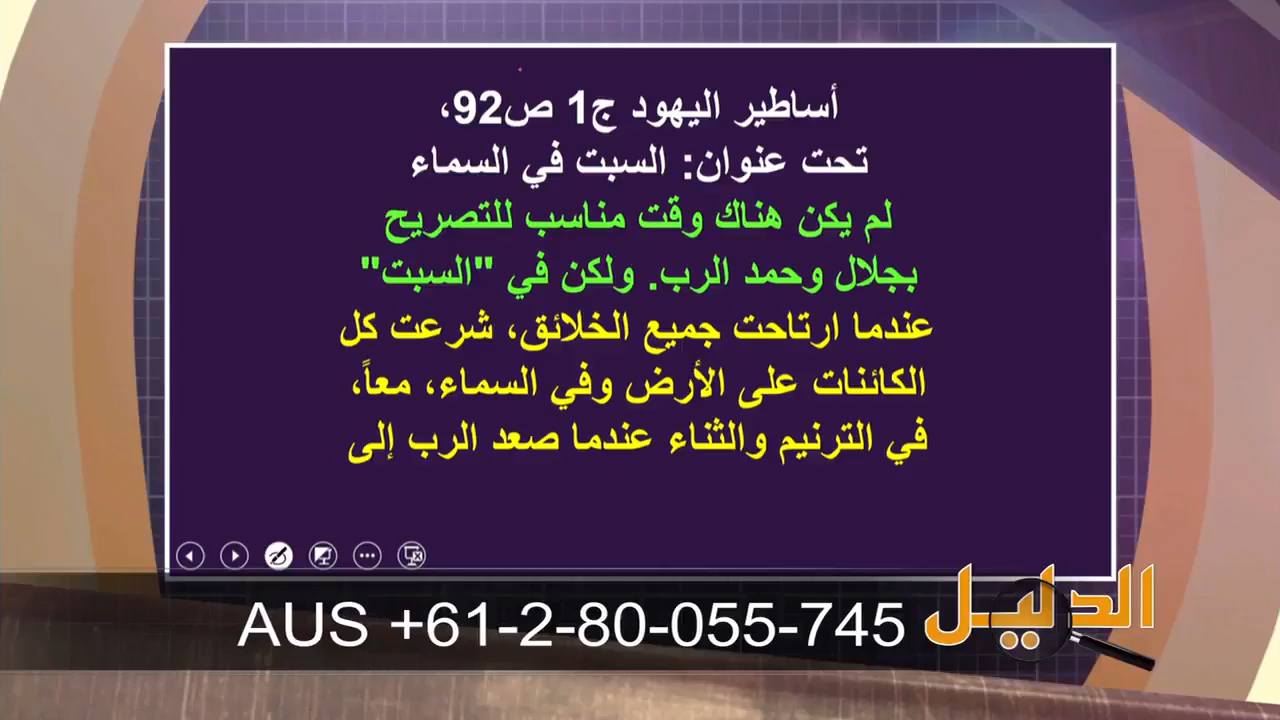 أساطير اليهود ج1 ص92،
تحت عنوان: السبت في السماء
لم يكن هناك وقت مناسب للتصريح
بجلال وحمد الرب. ولكن في "السبت"
عندما ارتاحت جميع الخلائق، شرعت كل
الكائنات على الأرض وفي السماء، معاً،
في الترنيم والثناء عندما صعد الرب إلى
AUS +61-2-80-055-745
الدليل